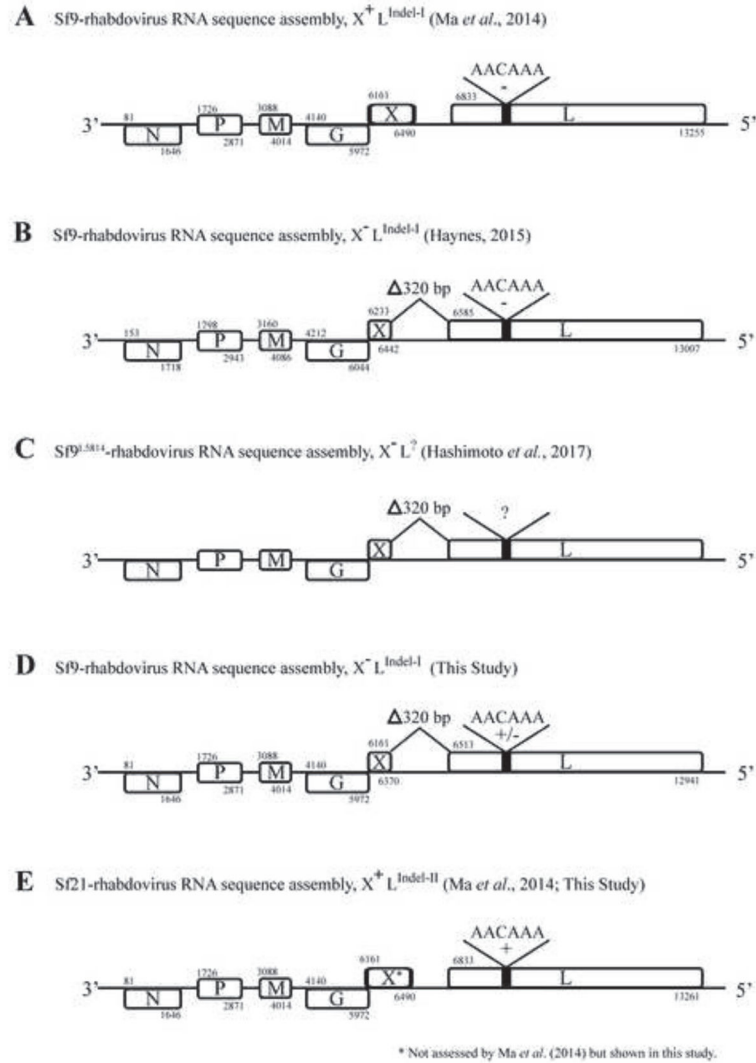 A Sf9-rhabdovirus RNA sequence assembly, X⁺ L^Indel-I (Ma et al., 2014)
AACAAA
-
81 1726 3088 4140 6161 6833
3’ N P M G X L 5’
1646 2871 4014 5972 6490 13255
B Sf9-rhabdovirus RNA sequence assembly, X⁻ L^Indel-I (Haynes, 2015)
Δ320 bp AACAAA
-
153 1798 3160 4212 6233 6585
3’ N P M G X L 5’
1718 2943 4086 6044 6442 13007
C Sf9^L5814-rhabdovirus RNA sequence assembly, X⁻ L^? (Hashimoto et al., 2017)
Δ320 bp ?
3’ N P M G X L 5’
D Sf9-rhabdovirus RNA sequence assembly, X⁻ L^Indel-I (This Study)
Δ320 bp AACAAA
+/-
81 1726 3088 4140 6161 6513
3’ N P M G X L 5’
1646 2871 4014 5972 6370 12941
E Sf21-rhabdovirus RNA sequence assembly, X⁺ L^Indel-II (Ma et al., 2014; This Study)
AACAAA
+
81 1726 3088 4140 6161 6833
3’ N P M G X* L 5’
1646 2871 4014 5972 6490 13261
* Not assessed by Ma et al. (2014) but shown in this study.